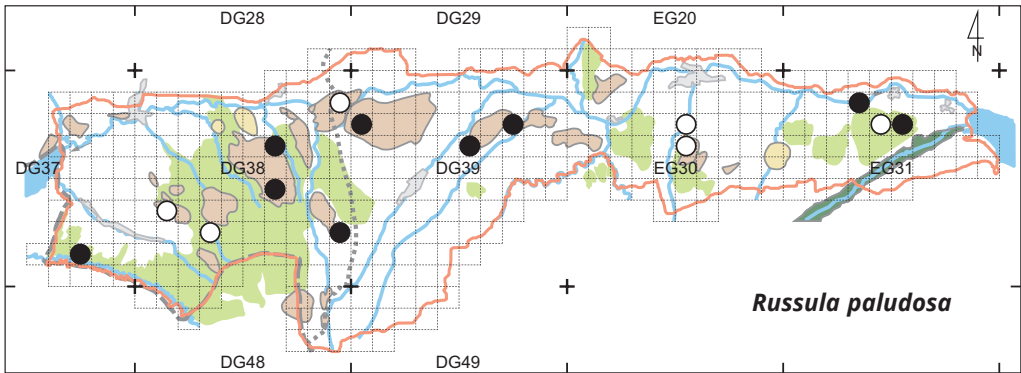 DG28 DG29 EG20
N
DG37 DG38 DG39 EG30 EG31
Russula paludosa
DG48 DG49